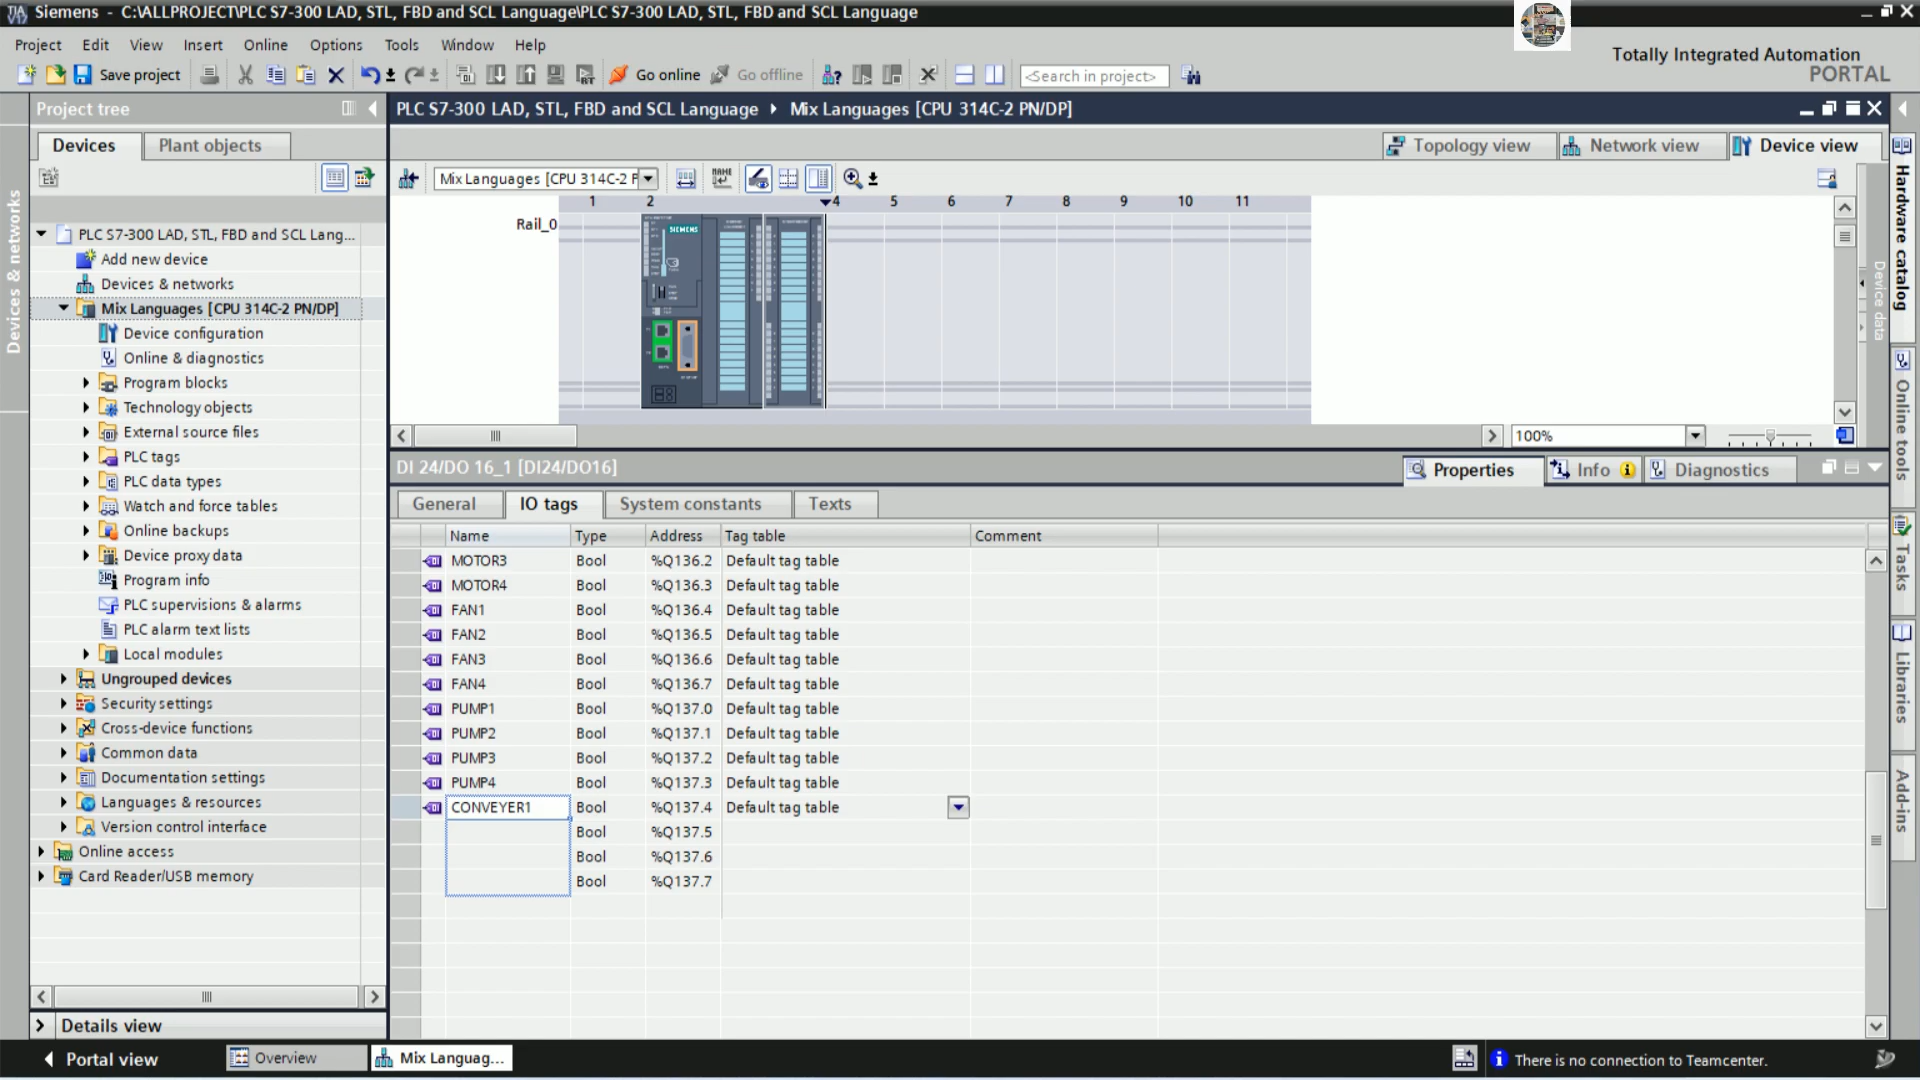 Siemens - C:\ALLPROJECT\PLC S7-300 LAD, STL, FBD and SCL Language\PLC S7-300 LAD, STL, FBD and SCL Language
Project Edit View Insert Online Options Tools Window Help
Totally Integrated Automation
PORTAL
Save project Go online Go offline <Search in project>
Project tree
PLC S7-300 LAD, STL, FBD and SCL Language Mix Languages [CPU 314C-2 PN/DP]
Devices Plant objects
Topology view Network view Device view
Mix Languages [CPU 314C-2 P
1 2 4 5 6 7 8 9 10 11
Rail_0
SIEMENS
PLC S7-300 LAD, STL, FBD and SCL Lang...
Add new device
Devices & networks
Mix Languages [CPU 314C-2 PN/DP]
Device configuration
Online & diagnostics
Program blocks
Technology objects
External source files
PLC tags
PLC data types
Watch and force tables
Online backups
Device proxy data
Program info
PLC supervisions & alarms
PLC alarm text lists
Local modules
Ungrouped devices
Security settings
Cross-device functions
Common data
Documentation settings
Languages & resources
Version control interface
Online access
Card Reader/USB memory
Details view
100%
DI 24/DO 16_1 [DI24/DO16]
Properties Info Diagnostics
General IO tags System constants Texts
Name Type Address Tag table Comment
MOTOR3 Bool %Q136.2 Default tag table
MOTOR4 Bool %Q136.3 Default tag table
FAN1 Bool %Q136.4 Default tag table
FAN2 Bool %Q136.5 Default tag table
FAN3 Bool %Q136.6 Default tag table
FAN4 Bool %Q136.7 Default tag table
PUMP1 Bool %Q137.0 Default tag table
PUMP2 Bool %Q137.1 Default tag table
PUMP3 Bool %Q137.2 Default tag table
PUMP4 Bool %Q137.3 Default tag table
CONVEYER1 Bool %Q137.4 Default tag table
Bool %Q137.5
Bool %Q137.6
Bool %Q137.7
Devices & networks
Device data
Hardware catalog
Online tools
Tasks
Libraries
Add-ins
Portal view Overview Mix Languag... There is no connection to Teamcenter.